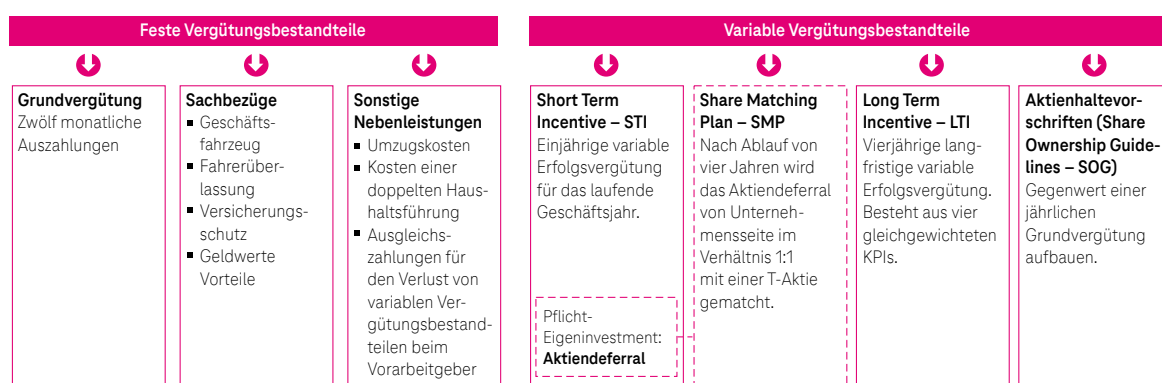 Feste Vergütungsbestandteile
Variable Vergütungsbestandteile
Grundvergütung
Zwölf monatliche
Auszahlungen
Sachbezüge
▪ Geschäfts-
fahrzeug
▪ Fahrerüber-
lassung
▪ Versicherungs-
schutz
▪ Geldwerte
Vorteile
Sonstige
Nebenleistungen
▪ Umzugskosten
▪ Kosten einer
doppelten Haus-
haltsführung
▪ Ausgleichs-
zahlungen für
den Verlust von
variablen Ver-
gütungsbestand-
teilen beim
Vorarbeitgeber
Short Term
Incentive – STI
Einjährige variable
Erfolgsvergütung
für das laufende
Geschäftsjahr.
Pflicht-
Eigeninvestment:
Aktiendeferral
Share Matching
Plan – SMP
Nach Ablauf von
vier Jahren wird
das Aktiendeferral
von Unterneh-
mensseite im
Verhältnis 1:1
mit einer T-Aktie
gematcht.
Long Term
Incentive – LTI
Vierjährige lang-
fristige variable
Erfolgsvergütung.
Besteht aus vier
gleichgewichteten
KPIs.
Aktienhaltevor-
schriften (Share
Ownership Guide-
lines – SOG)
Gegenwert einer
jährlichen
Grundvergütung
aufbauen.